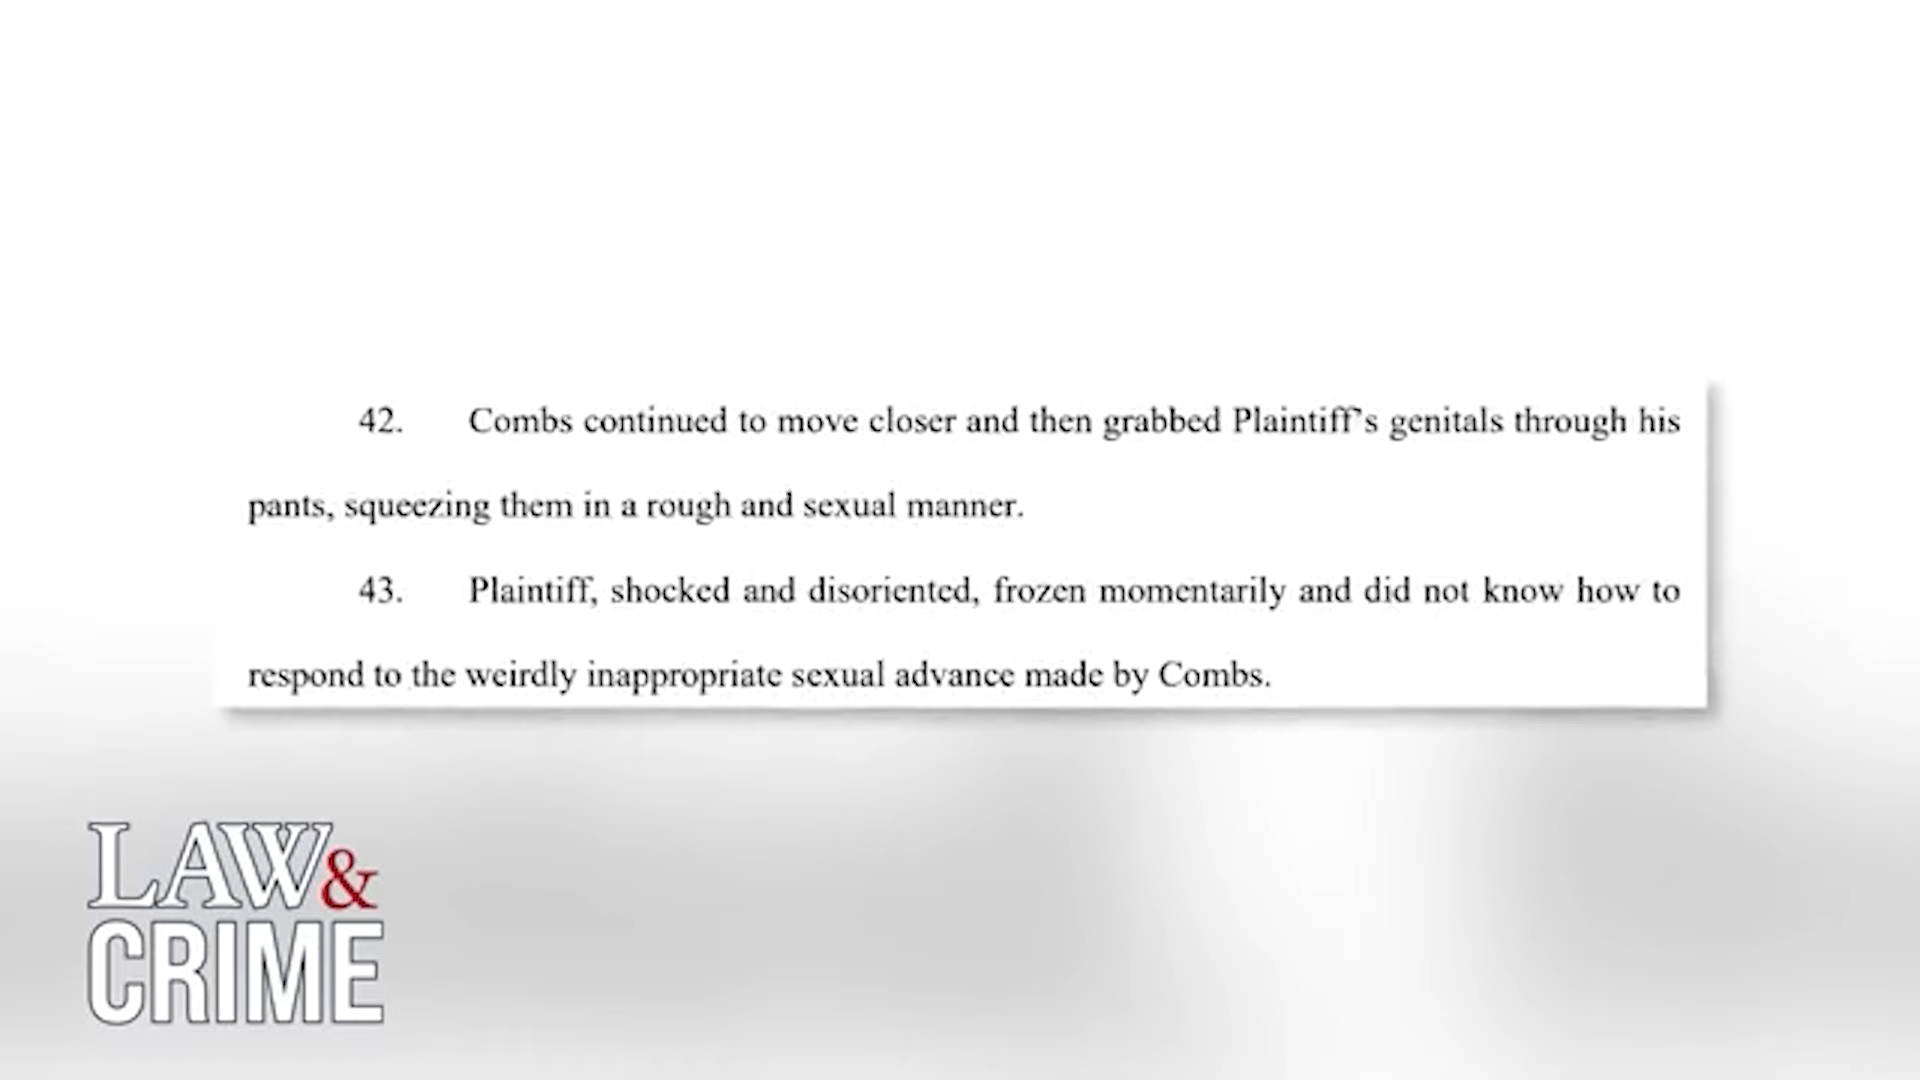 42. Combs continued to move closer and then grabbed Plaintiff's genitals through his
pants, squeezing them in a rough and sexual manner.
43. Plaintiff, shocked and disoriented, frozen momentarily and did not know how to
respond to the weirdly inappropriate sexual advance made by Combs.
LAW&
CRIME